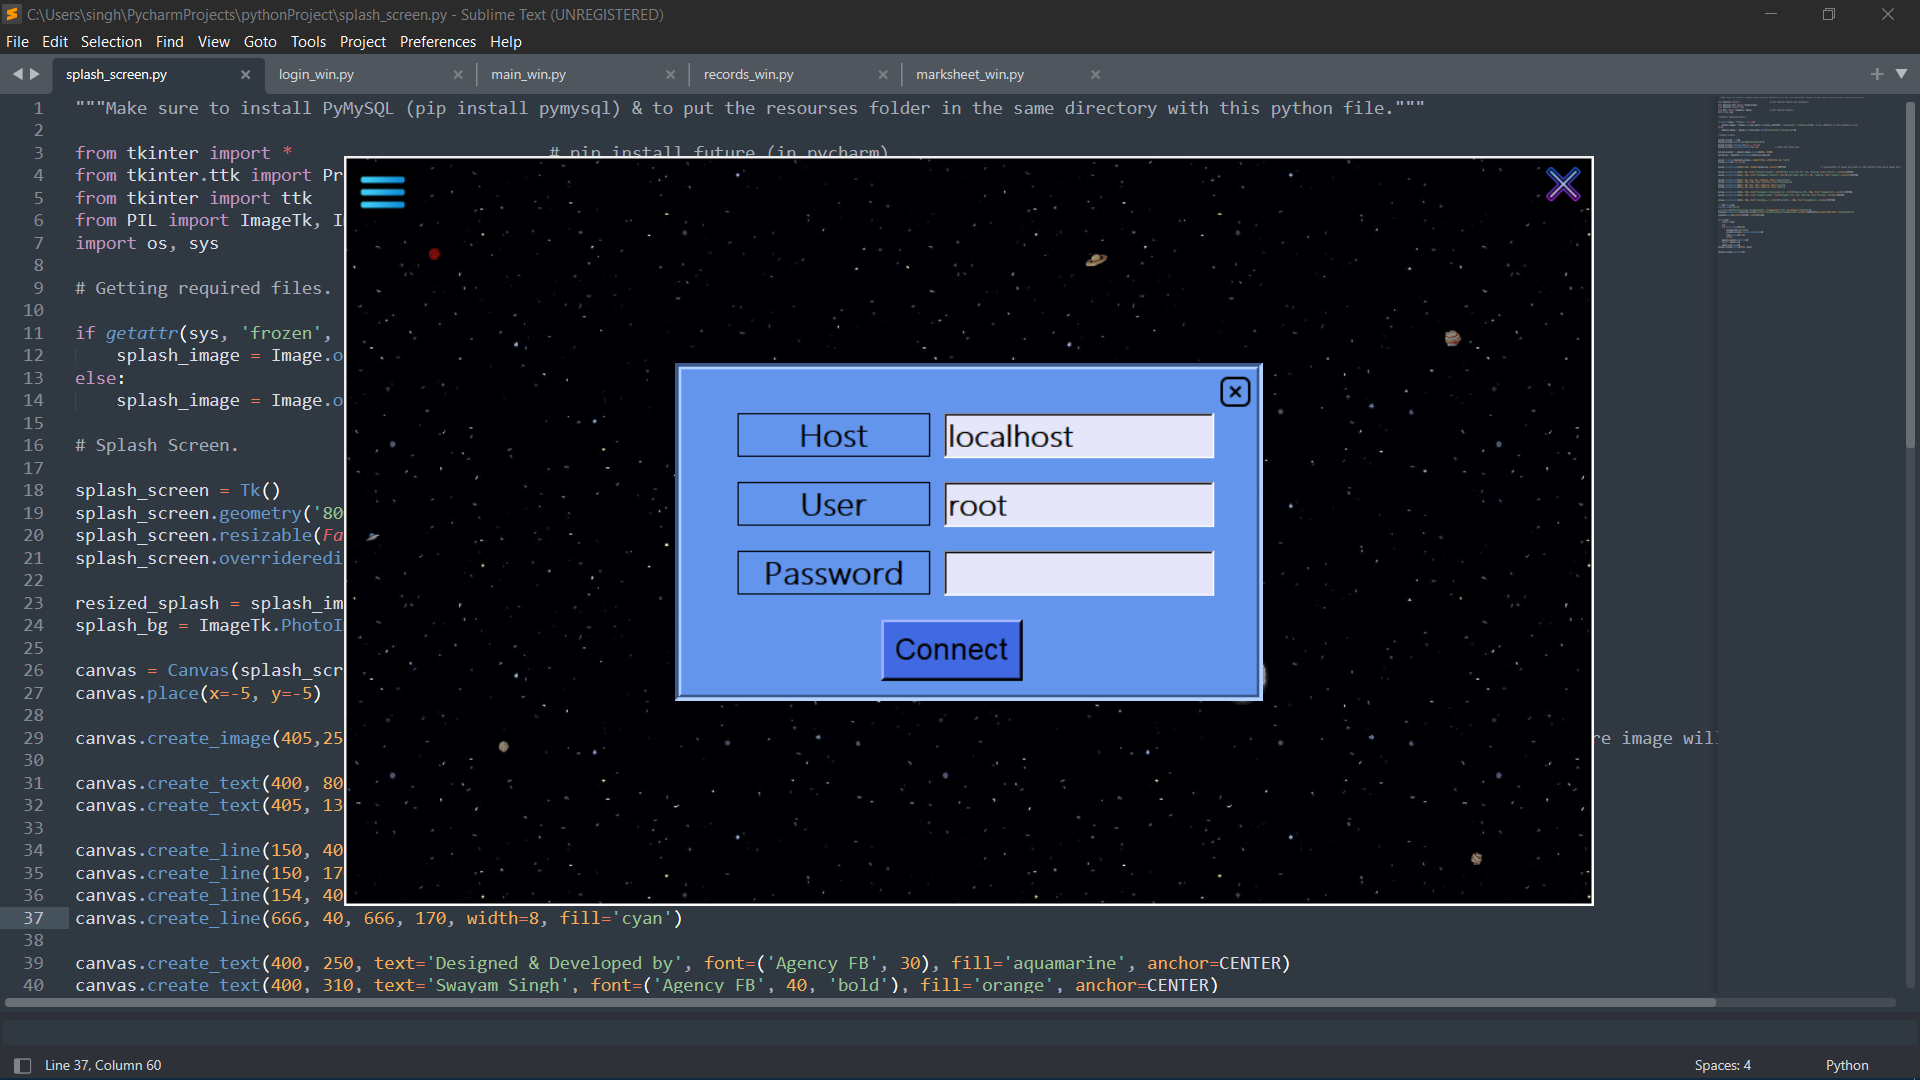 C:\Users\singh\PycharmProjects\pythonProject\splash_screen.py - Sublime Text (UNREGISTERED)
File Edit Selection Find View Goto Tools Project Preferences Help
splash_screen.py login_win.py main_win.py records_win.py marksheet_win.py
1 """Make sure to install PyMySQL (pip install pymysql) & to put the resourses folder in the same directory with this python file."""
2
3 from tkinter import * # pip install future (in pycharm)
4 from tkinter.ttk import Pr
5 from tkinter import ttk
6 from PIL import ImageTk, I
7 import os, sys
8
9 # Getting required files.
10
11 if getattr(sys, 'frozen',
12 splash_image = Image.o
13 else:
14 splash_image = Image.o
15
16 # Splash Screen.
17
18 splash_screen = Tk()
19 splash_screen.geometry('80
20 splash_screen.resizable(Fa
21 splash_screen.overrideredi
22
23 resized_splash = splash_im
24 splash_bg = ImageTk.PhotoI
25
26 canvas = Canvas(splash_scr
27 canvas.place(x=-5, y=-5)
28
29 canvas.create_image(405,25 re image wil
30
31 canvas.create_text(400, 80
32 canvas.create_text(405, 13
33
34 canvas.create_line(150, 40
35 canvas.create_line(150, 17
36 canvas.create_line(154, 40
37 canvas.create_line(666, 40, 666, 170, width=8, fill='cyan')
38
39 canvas.create_text(400, 250, text='Designed & Developed by', font=('Agency FB', 30), fill='aquamarine', anchor=CENTER)
40 canvas.create_text(400, 310, text='Swayam Singh', font=('Agency FB', 40, 'bold'), fill='orange', anchor=CENTER)
Host localhost
User root
Password
Connect
Line 37, Column 60
Spaces: 4
Python